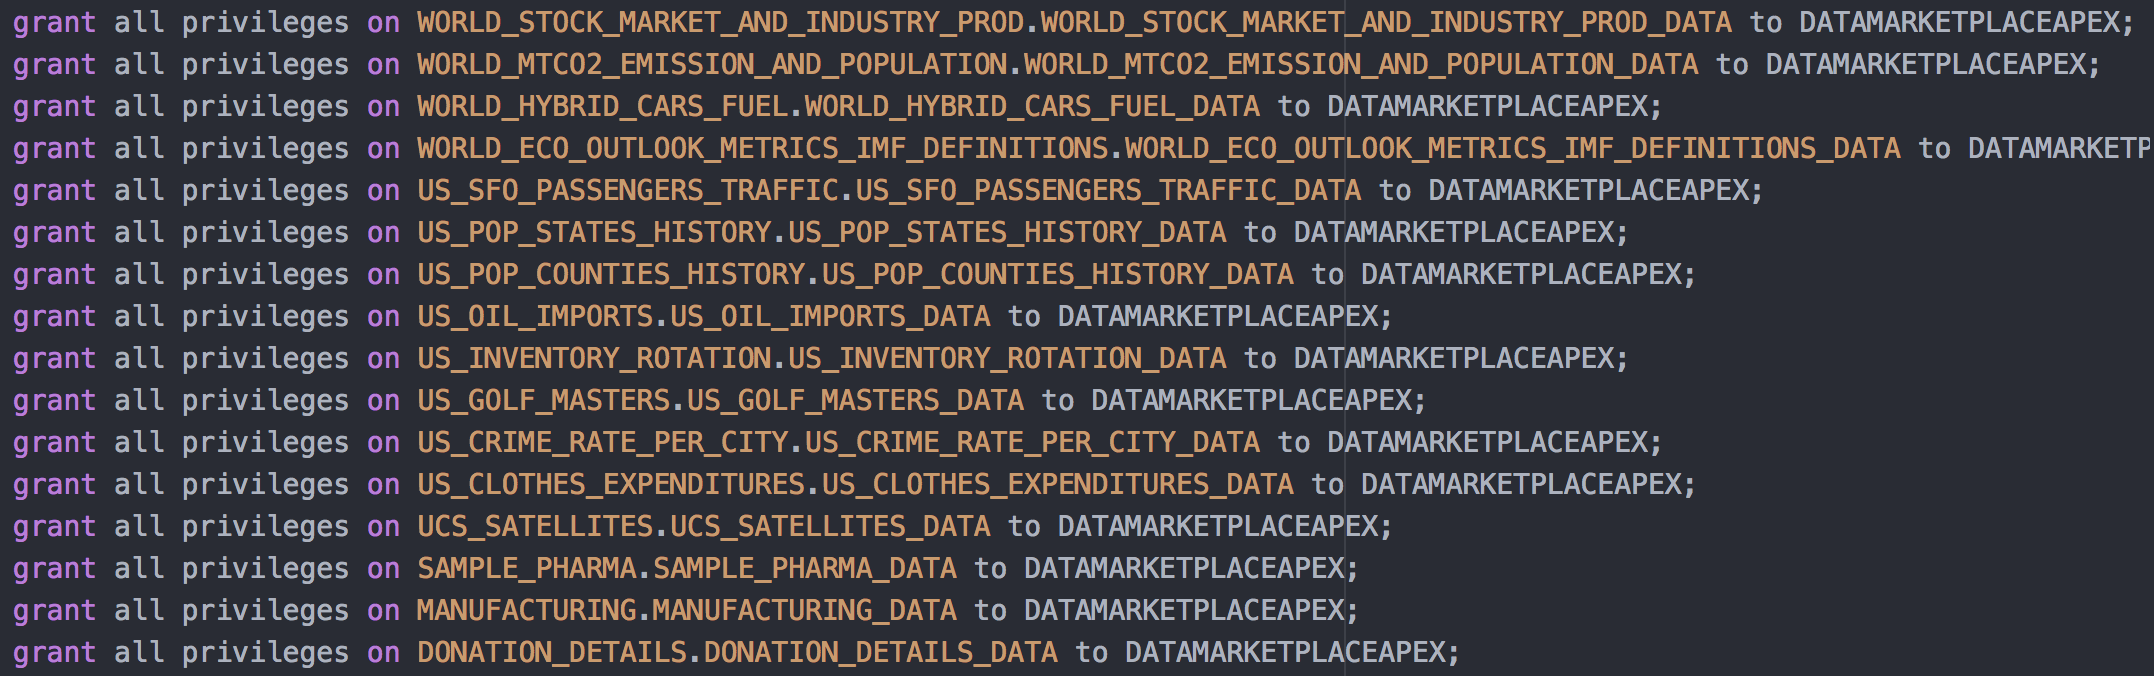 grant all privileges on WORLD_STOCK_MARKET_AND_INDUSTRY_PROD.WORLD_STOCK_MARKET_AND_INDUSTRY_PROD_DATA to DATAMARKETPLACEAPEX;
grant all privileges on WORLD_MTCO2_EMISSION_AND_POPULATION.WORLD_MTCO2_EMISSION_AND_POPULATION_DATA to DATAMARKETPLACEAPEX;
grant all privileges on WORLD_HYBRID_CARS_FUEL.WORLD_HYBRID_CARS_FUEL_DATA to DATAMARKETPLACEAPEX;
grant all privileges on WORLD_ECO_OUTLOOK_METRICS_IMF_DEFINITIONS.WORLD_ECO_OUTLOOK_METRICS_IMF_DEFINITIONS_DATA to DATAMARKETP
grant all privileges on US_SFO_PASSENGERS_TRAFFIC.US_SFO_PASSENGERS_TRAFFIC_DATA to DATAMARKETPLACEAPEX;
grant all privileges on US_POP_STATES_HISTORY.US_POP_STATES_HISTORY_DATA to DATAMARKETPLACEAPEX;
grant all privileges on US_POP_COUNTIES_HISTORY.US_POP_COUNTIES_HISTORY_DATA to DATAMARKETPLACEAPEX;
grant all privileges on US_OIL_IMPORTS.US_OIL_IMPORTS_DATA to DATAMARKETPLACEAPEX;
grant all privileges on US_INVENTORY_ROTATION.US_INVENTORY_ROTATION_DATA to DATAMARKETPLACEAPEX;
grant all privileges on US_GOLF_MASTERS.US_GOLF_MASTERS_DATA to DATAMARKETPLACEAPEX;
grant all privileges on US_CRIME_RATE_PER_CITY.US_CRIME_RATE_PER_CITY_DATA to DATAMARKETPLACEAPEX;
grant all privileges on US_CLOTHES_EXPENDITURES.US_CLOTHES_EXPENDITURES_DATA to DATAMARKETPLACEAPEX;
grant all privileges on UCS_SATELLITES.UCS_SATELLITES_DATA to DATAMARKETPLACEAPEX;
grant all privileges on SAMPLE_PHARMA.SAMPLE_PHARMA_DATA to DATAMARKETPLACEAPEX;
grant all privileges on MANUFACTURING.MANUFACTURING_DATA to DATAMARKETPLACEAPEX;
grant all privileges on DONATION_DETAILS.DONATION_DETAILS_DATA to DATAMARKETPLACEAPEX;